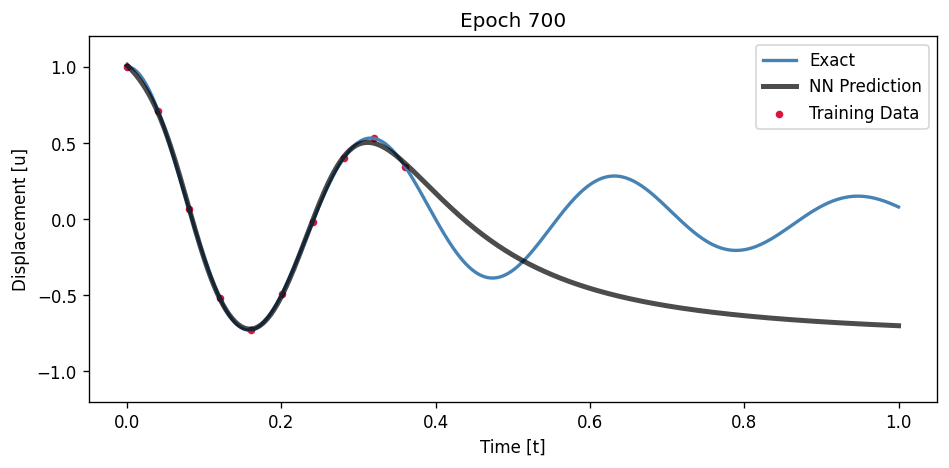 Epoch 700
Exact
NN Prediction
Training Data
1.0
0.5
0.0
−0.5
−1.0
Displacement [u]
0.0 0.2 0.4 0.6 0.8 1.0
Time [t]